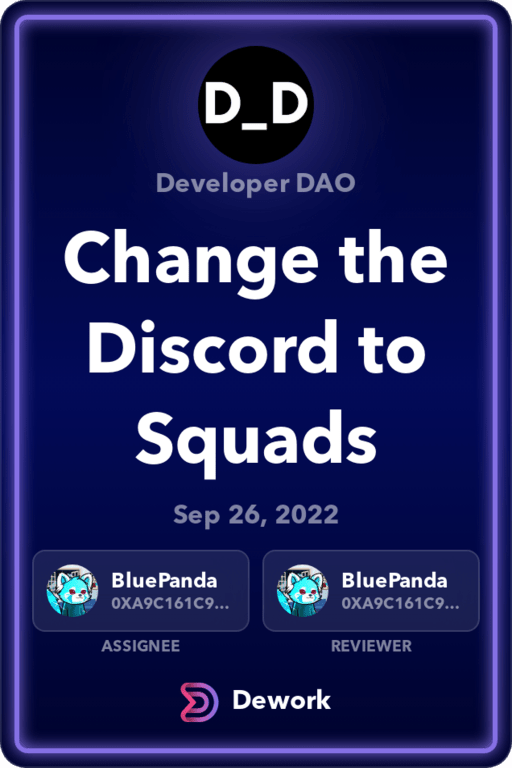 D_D
Developer DAO
Change the
Discord to
Squads
Sep 26, 2022
BluePanda
0XA9C161C9...
ASSIGNEE
BluePanda
0XA9C161C9...
REVIEWER
Dework